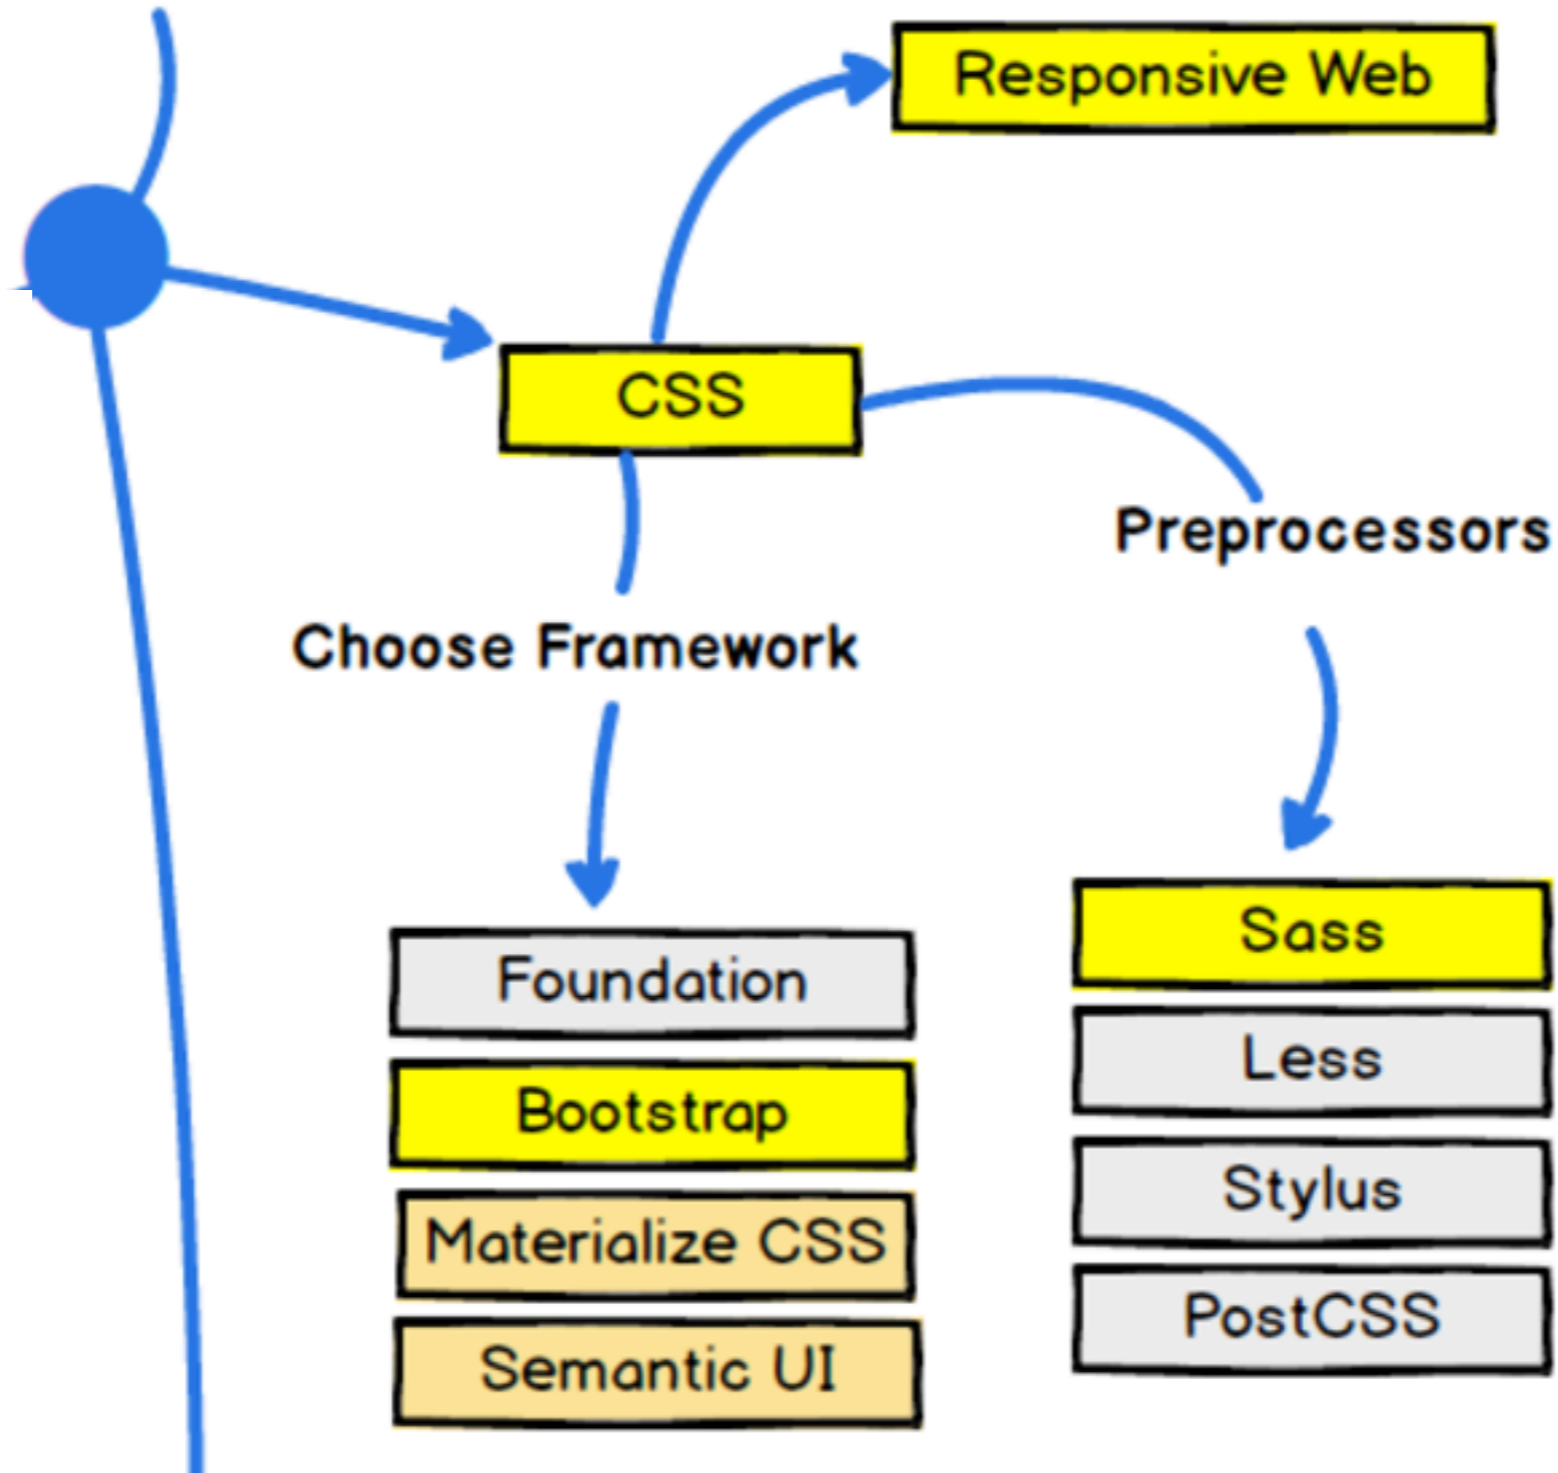 Responsive Web
CSS
Preprocessors
Choose Framework
Foundation
Bootstrap
Materialize CSS
Semantic UI
Sass
Less
Stylus
PostCSS